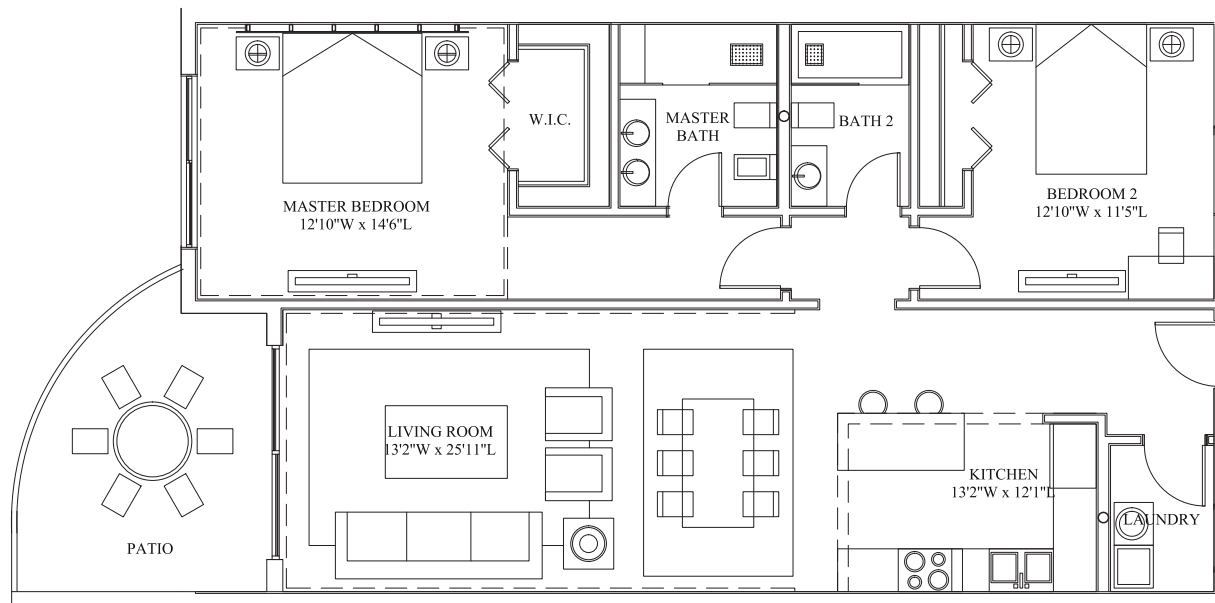 W.I.C.
MASTER
BATH
BATH 2
MASTER BEDROOM
12'10"W x 14'6"L
BEDROOM 2
12'10"W x 11'5"L
LIVING ROOM
13'2"W x 25'11"L
KITCHEN
13'2"W x 12'1"L
LAUNDRY
PATIO